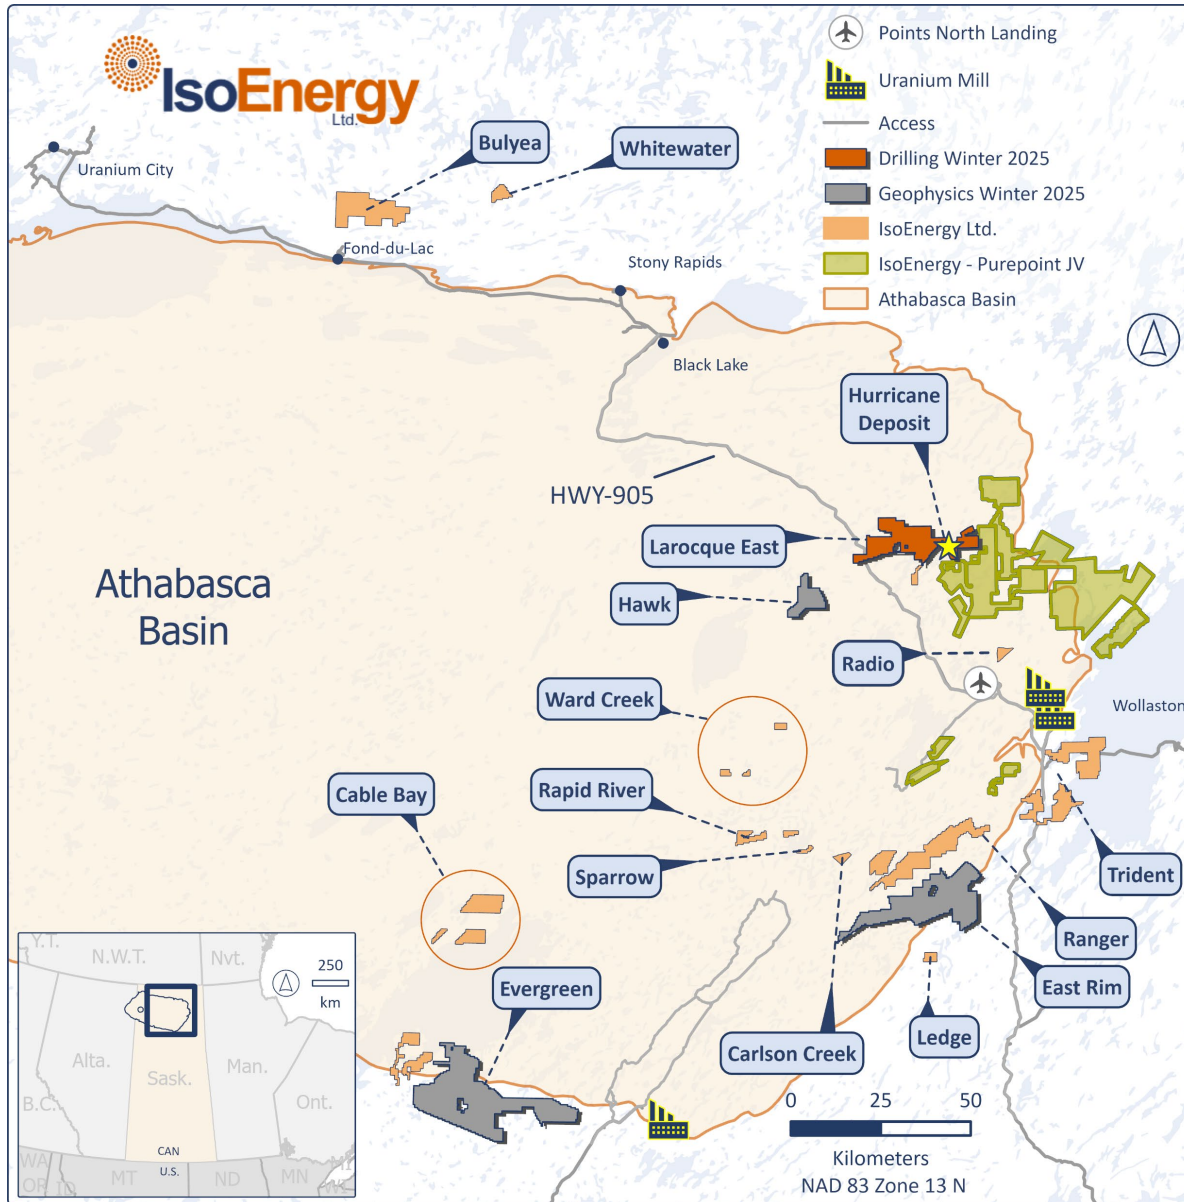 IsoEnergy
Ltd.
Points North Landing
Uranium Mill
Access
Drilling Winter 2025
Geophysics Winter 2025
IsoEnergy Ltd.
IsoEnergy - Purepoint JV
Athabasca Basin
Bulyea
Whitewater
Uranium City
Fond-du-Lac
Stony Rapids
Black Lake
Hurricane
Deposit
HWY-905
Larocque East
Athabasca
Basin
Hawk
Radio
Ward Creek
Wollaston
Cable Bay
Rapid River
Sparrow
Trident
Ranger
East Rim
Evergreen
Carlson Creek
Ledge
0 25 50
Kilometers
NAD 83 Zone 13 N
Y.T.
N.W.T.
Nvt.
250
km
Alta.
Sask.
Man.
B.C.
Ont.
CAN
U.S.
WA
OR
ID
MT
ND
MN